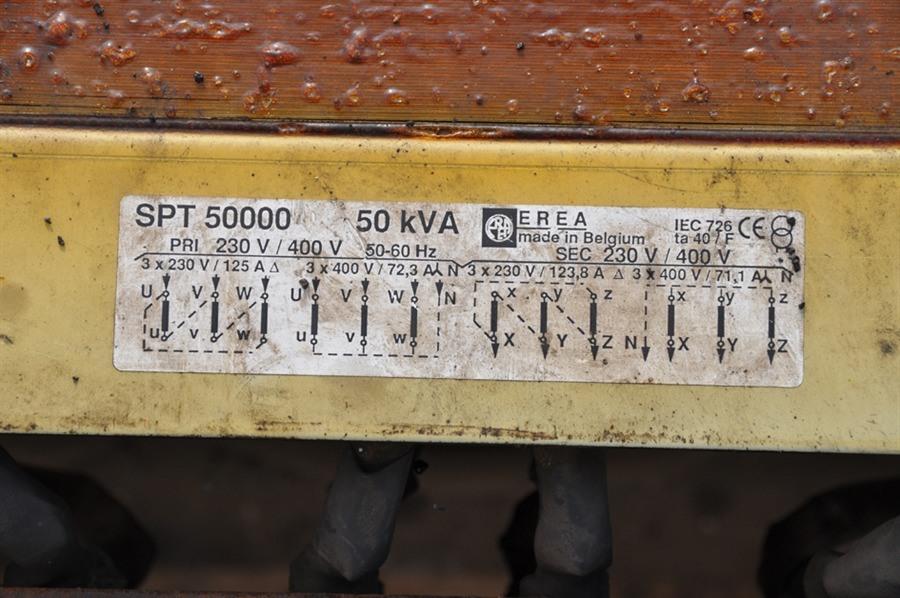 SPT 50000 50 kVA EREA IEC 726 CE
made in Belgium ta 40 / F
PRI 230 V / 400 V 50-60 Hz SEC 230 V / 400 V
3 x 230 V / 125 A Δ 3 x 400 V / 72,3 A⅄ N 3 x 230 V / 123,8 A Δ 3 x 400 V / 71,1 A⅄ N
U V W U V W N x y z x y z
u v w u v w X Y Z N X Y Z